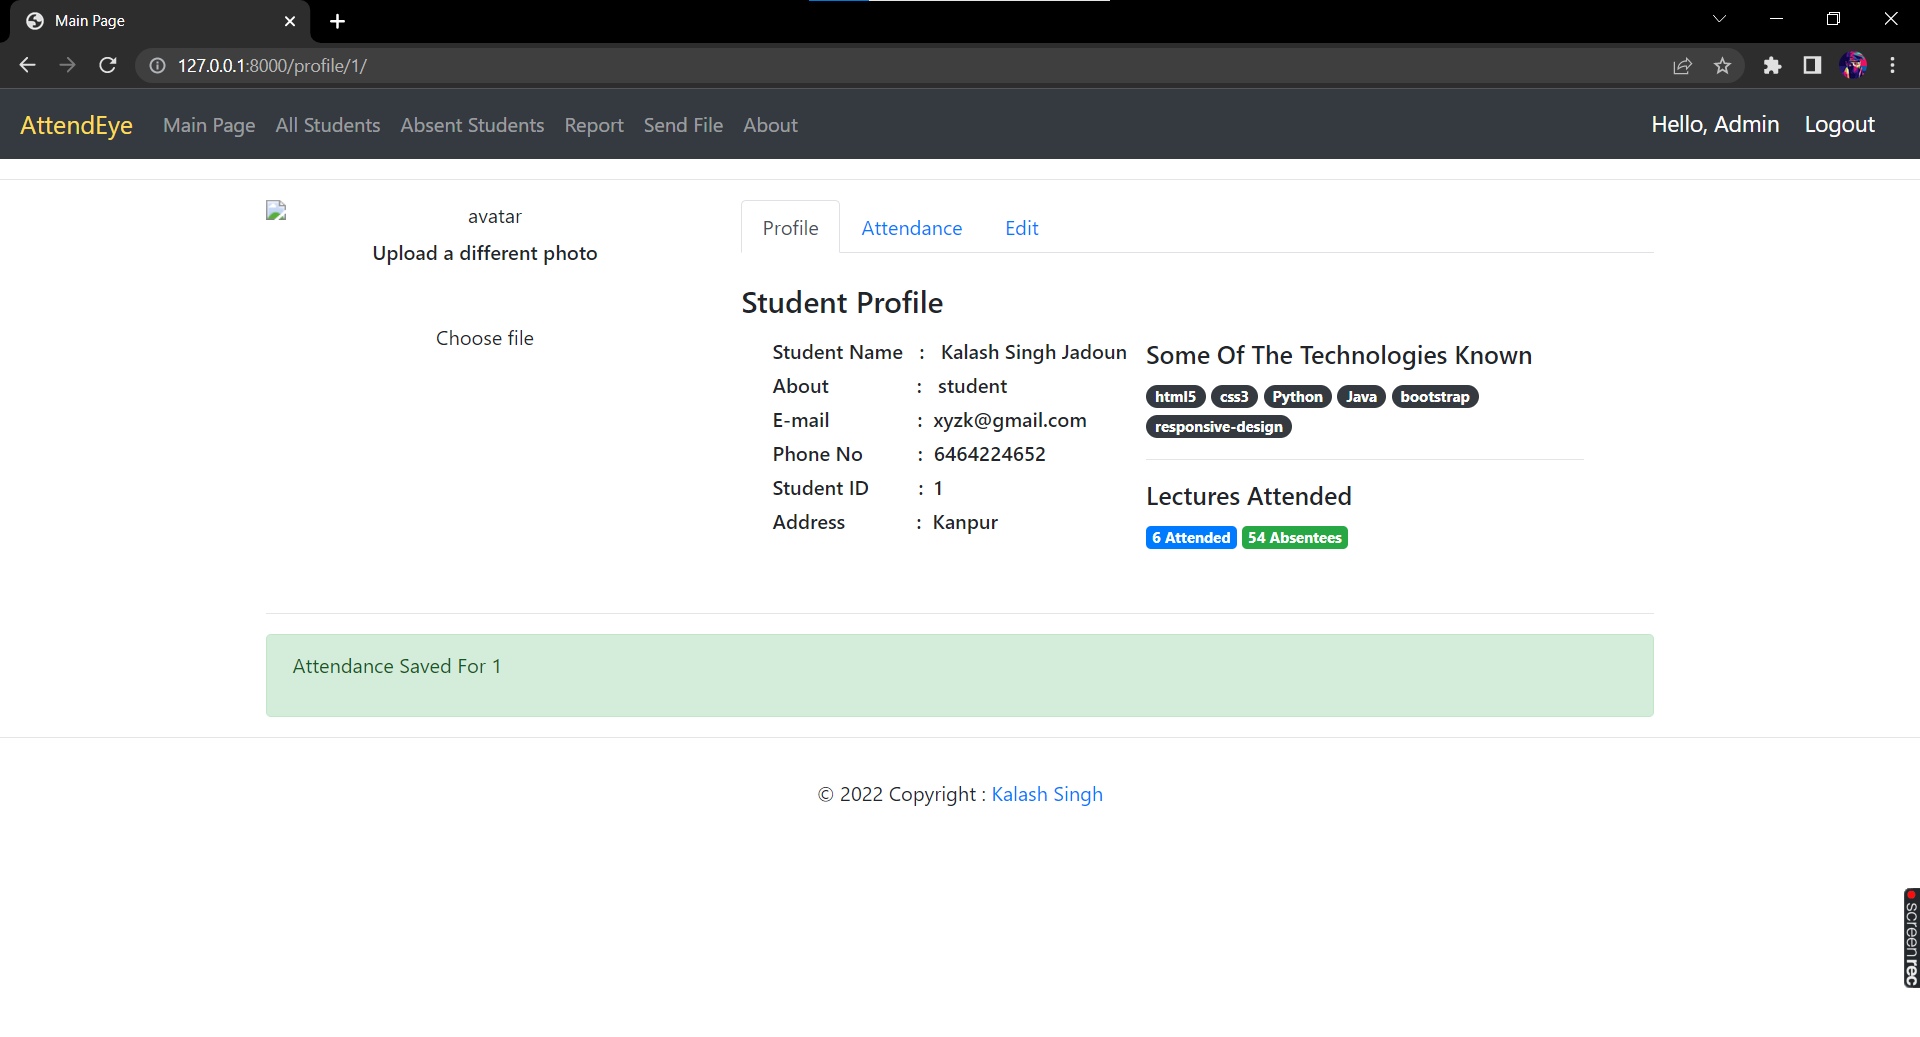 Main Page
127.0.0.1:8000/profile/1/
AttendEye Main Page All Students Absent Students Report Send File About Hello, Admin Logout
avatar
Upload a different photo
Choose file
Profile Attendance Edit
Student Profile
Student Name : Kalash Singh Jadoun
About : student
E-mail : xyzk@gmail.com
Phone No : 6464224652
Student ID : 1
Address : Kanpur
Some Of The Technologies Known
html5 css3 Python Java bootstrap
responsive-design
Lectures Attended
6 Attended 54 Absentees
Attendance Saved For 1
© 2022 Copyright : Kalash Singh
screenrec